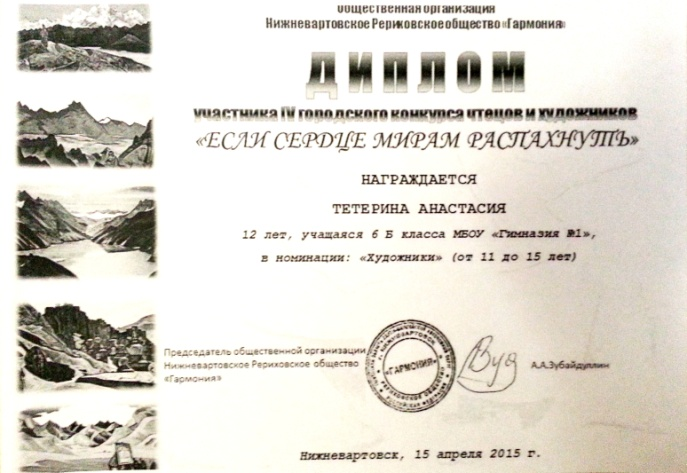 общественная организация
Нижневартовское Рериховское общество «Гармония»
ДИПЛОМ
участника IV городского конкурса чтецов и художников
«ЕСЛИ СЕРДЦЕ МИРАМ РАСПАХНУТЬ»
НАГРАЖДАЕТСЯ
ТЕТЕРИНА АНАСТАСИЯ
12 лет, учащаяся 6 Б класса МБОУ «Гимназия №1»,
в номинации: «Художники» (от 11 до 15 лет)
Председатель общественной организации
Нижневартовское Рериховское общество
«Гармония»
«ГАРМОНИЯ»
А.А.Зубайдуллин
Нижневартовск, 15 апреля 2015 г.